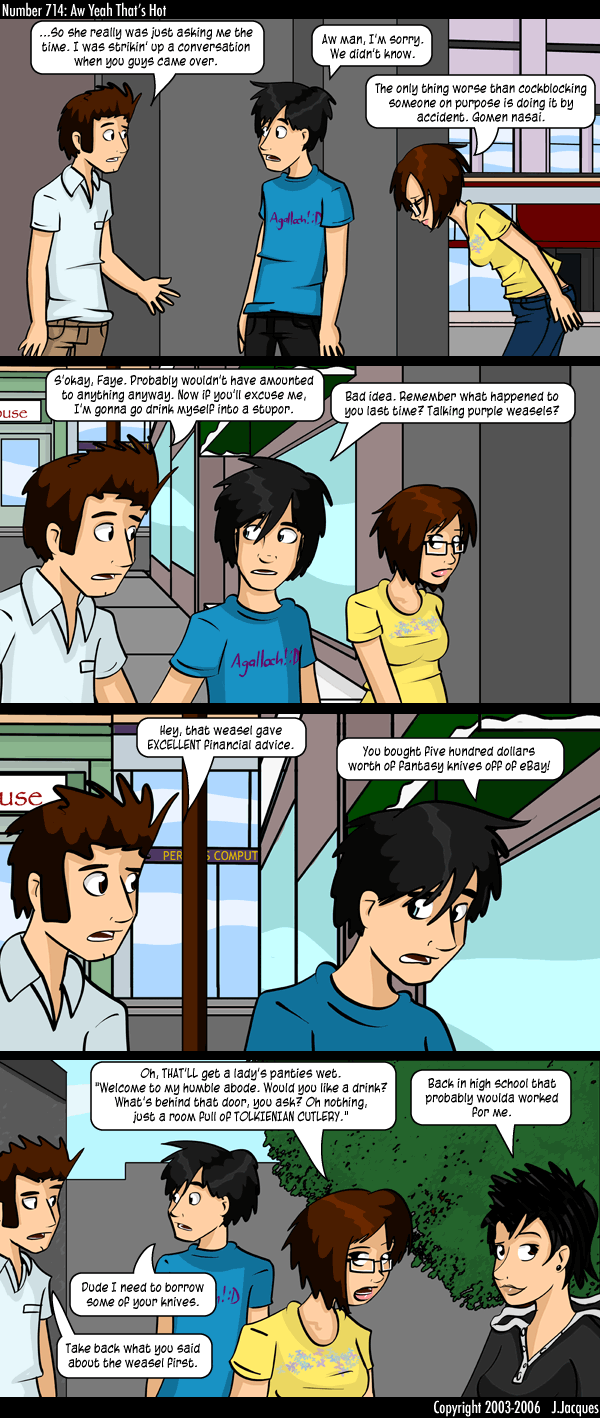 Number 714: Aw Yeah That's Hot
...So she really was just asking me the
time. I was strikin' up a conversation
when you guys came over.
Aw man, I'm sorry.
We didn't know.
The only thing worse than cockblocking
someone on purpose is doing it by
accident. Gomen nasai.
Agalloch! :D
S'okay, Faye. Probably wouldn't have amounted
to anything anyway. Now if you'll excuse me,
I'm gonna go drink myself into a stupor.
Bad idea. Remember what happened to
you last time? Talking purple weasels?
ouse
Agalloch! :D
Hey, that weasel gave
EXCELLENT financial advice.
You bought five hundred dollars
worth of fantasy knives off of eBay!
use
COMPUT
Oh, THAT'LL get a lady's panties wet.
"Welcome to my humble abode. Would you like a drink?
What's behind that door, you ask? Oh nothing,
just a room full of TOLKIENIAN CUTLERY."
Back in high school that
probably woulda worked
for me.
Dude I need to borrow
some of your knives.
h! :D
Take back what you said
about the weasel first.
Copyright 2003-2006 J.Jacques